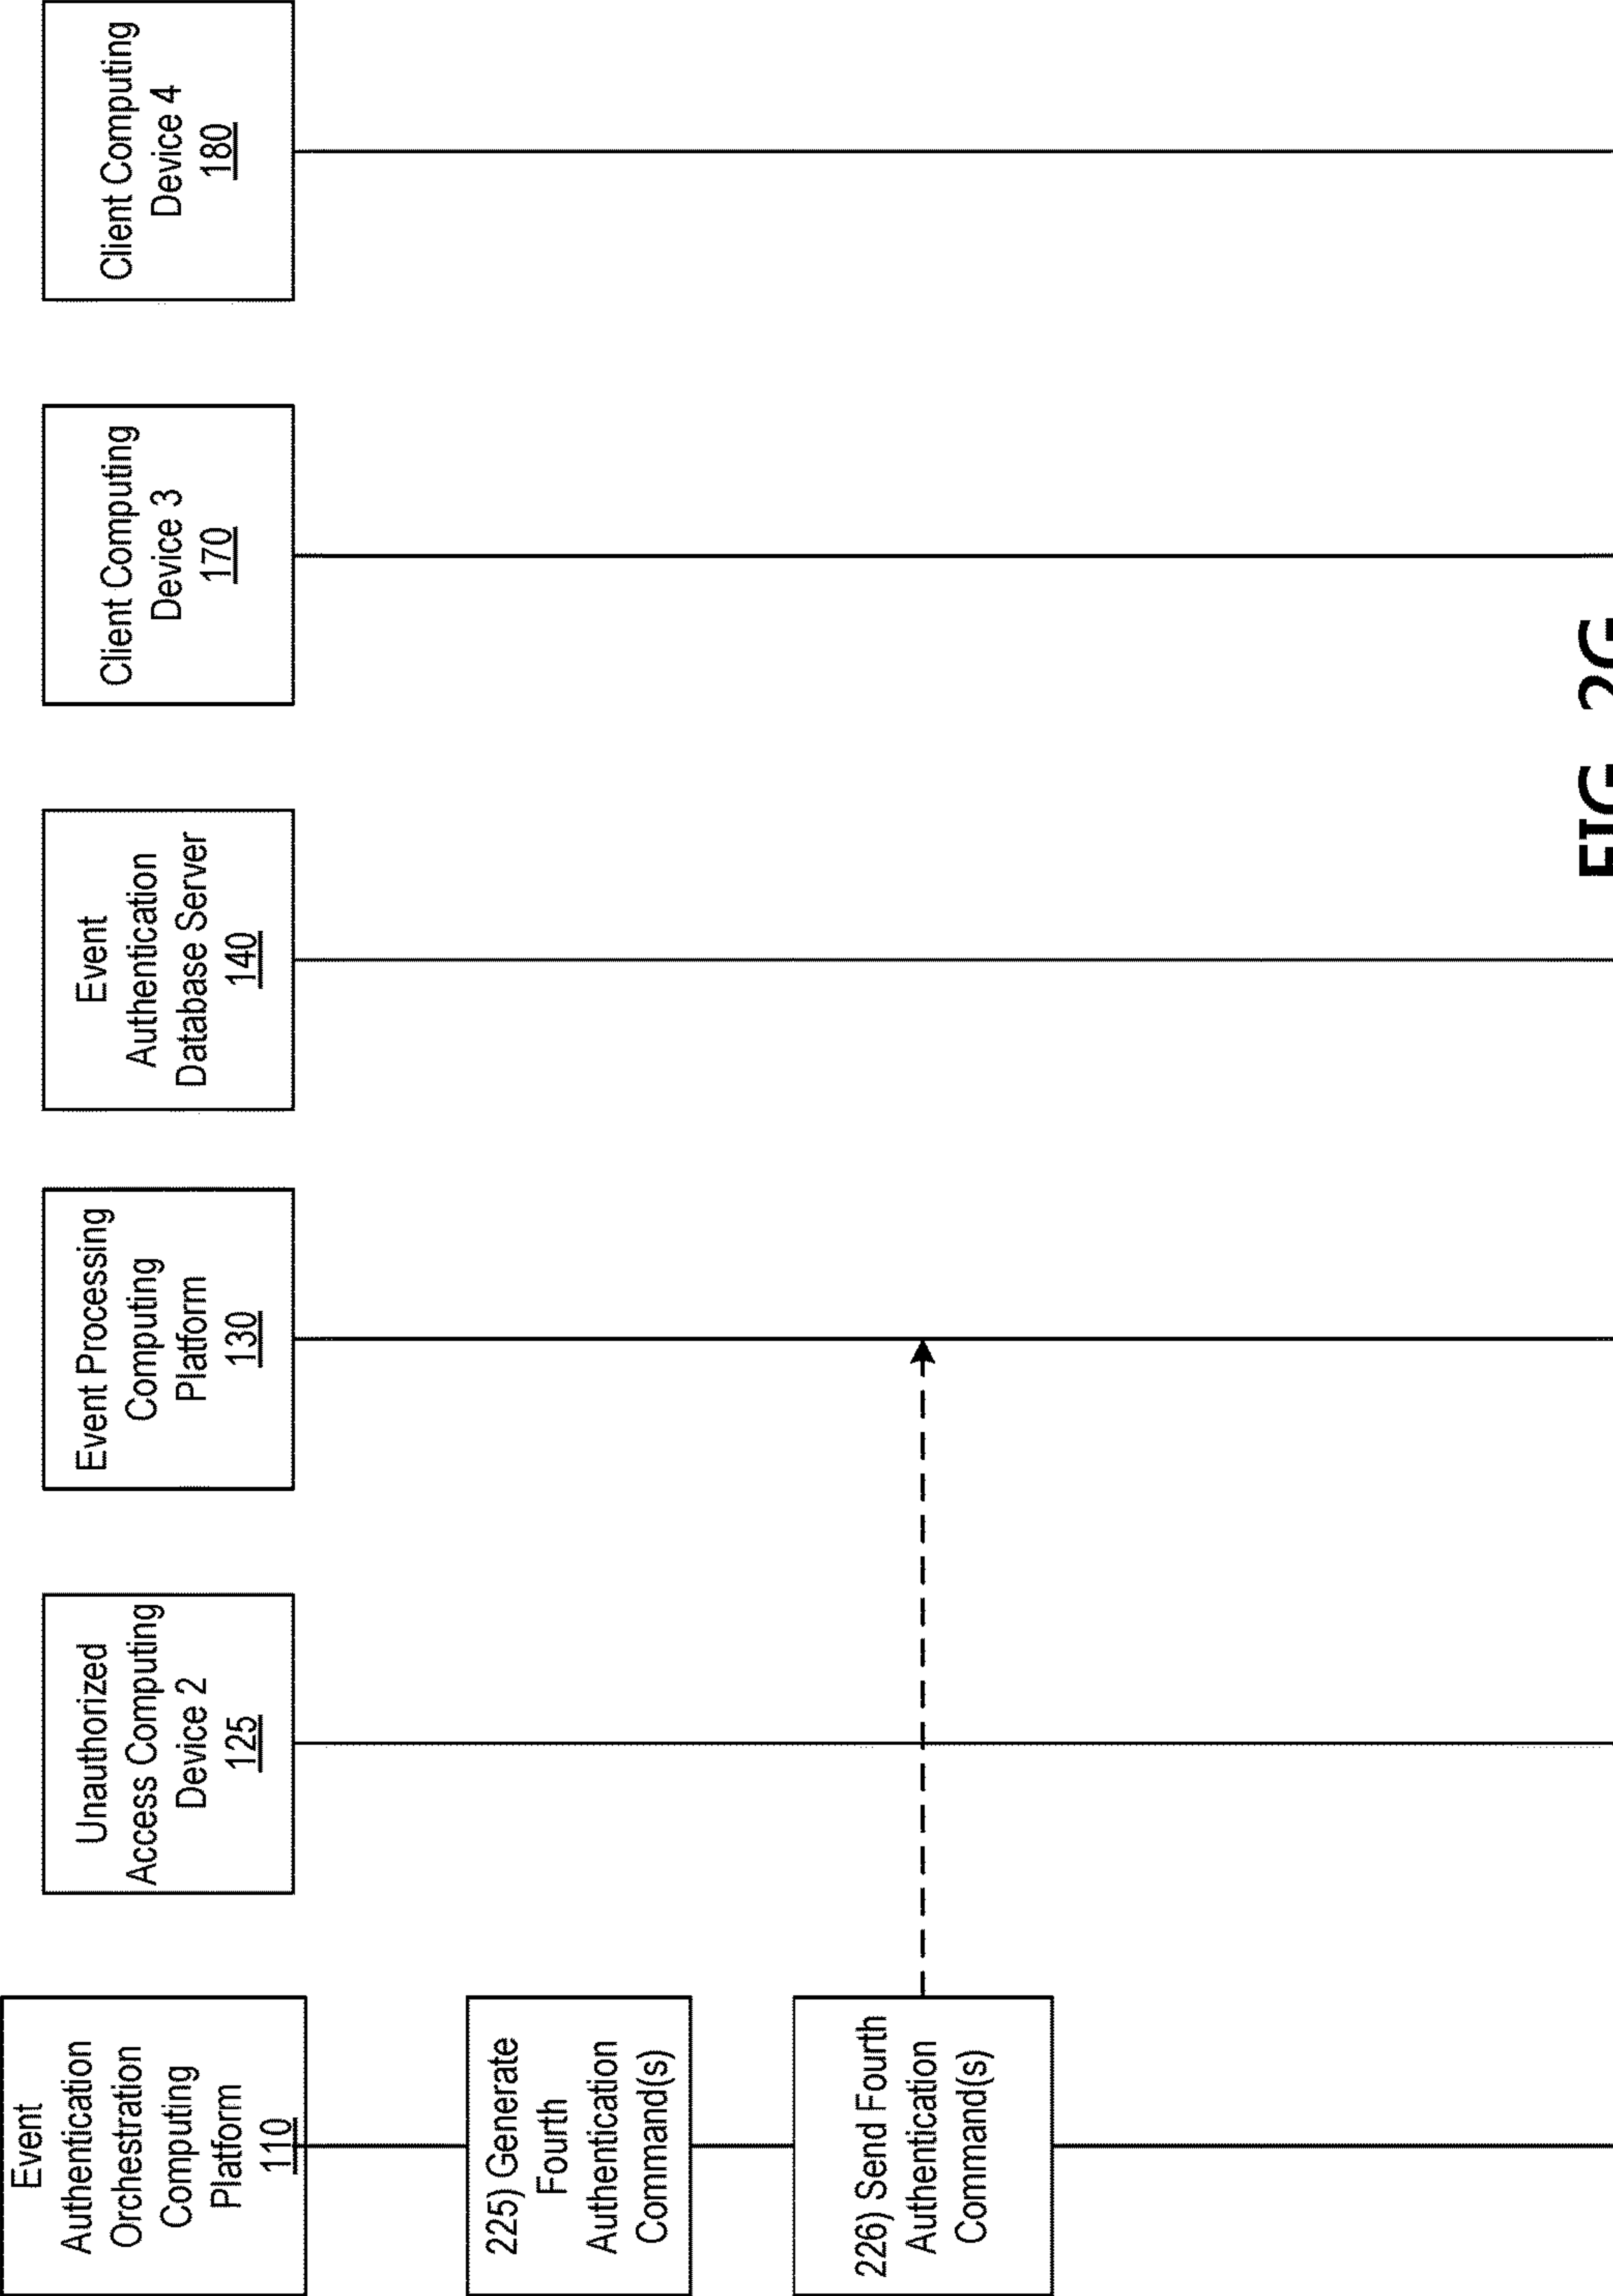 Event
Authentication
Orchestration
Computing
Platform
110
Unauthorized
Access Computing
Device 2
125
Event Processing
Computing
Platform
130
Event
Authentication
Database Server
140
Client Computing
Device 3
170
Client Computing
Device 4
180
225) Generate
Fourth
Authentication
Command(s)
226) Send Fourth
Authentication
Command(s)
FIG. 2G